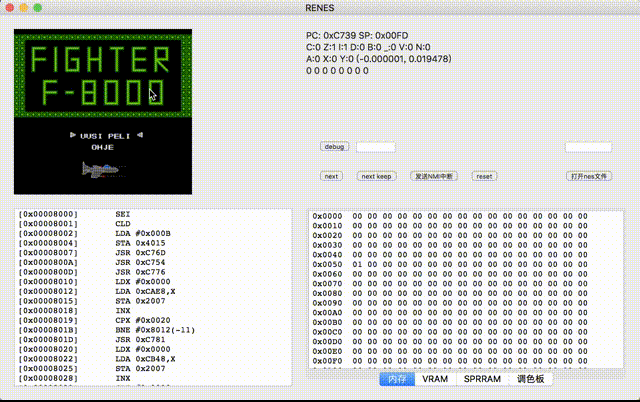 RENES
FIGHTER
F-8000
UUSI PELI
OHJE
PC: 0xC739 SP: 0x00FD
C:0 Z:1 I:1 D:0 B:0 _:0 V:0 N:0
A:0 X:0 Y:0 (-0.000001, 0.019478)
0 0 0 0 0 0 0 0
debug
next next keep 发送NMI中断 reset 打开nes文件
[0x00008000] SEI
[0x00008001] CLD
[0x00008002] LDA #0x000B
[0x00008004] STA 0x4015
[0x00008007] JSR 0xC76D
[0x0000800A] JSR 0xC754
[0x0000800D] JSR 0xC776
[0x00008010] LDX #0x0000
[0x00008012] LDA 0xCAE8,X
[0x00008015] STA 0x2007
[0x00008018] INX
[0x00008019] CPX #0x0020
[0x0000801B] BNE #0x8012(-11)
[0x0000801D] JSR 0xC781
[0x00008020] LDX #0x0000
[0x00008022] LDA 0xCB48,X
[0x00008025] STA 0x2007
[0x00008028] INX
0x0000 00 00 00 00 00 00 00 00 00 00 00 00 00 00 00 00
0x0010 00 00 00 00 00 00 00 00 00 00 00 00 00 00 00 00
0x0020 00 00 00 00 00 00 00 00 00 00 00 00 00 00 00 00
0x0030 00 00 00 00 00 00 00 00 00 00 00 00 00 00 00 00
0x0040 00 00 00 00 00 00 00 00 00 00 00 00 00 00 00 00
0x0050 01 00 00 00 00 00 00 00 00 00 00 00 00 00 00 00
0x0060 00 00 00 00 00 00 00 00 00 00 00 00 00 00 00 00
0x0070 00 00 00 00 00 00 00 00 00 00 00 00 00 00 00 00
0x0080 00 00 00 00 00 00 00 00 00 00 00 00 00 00 00 00
0x0090 00 00 00 00 00 00 00 00 00 00 00 00 00 00 00 00
0x00A0 00 00 00 00 00 00 00 00 00 00 00 00 00 00 00 00
0x00B0 00 00 00 00 00 00 00 00 00 00 00 00 00 00 00 00
0x00C0 00 00 00 00 00 00 00 00 00 00 00 00 00 00 00 00
0x00D0 00 00 00 00 00 00 00 00 00 00 00 00 00 00 00 00
0x00E0 00 00 00 00 00 00 00 00 00 00 00 00 00 00 00 00
0x00F0 00 00 00 00 00 00 00 00 00 00 00 00 00 00 00 00
内存 VRAM SPRRAM 调色板